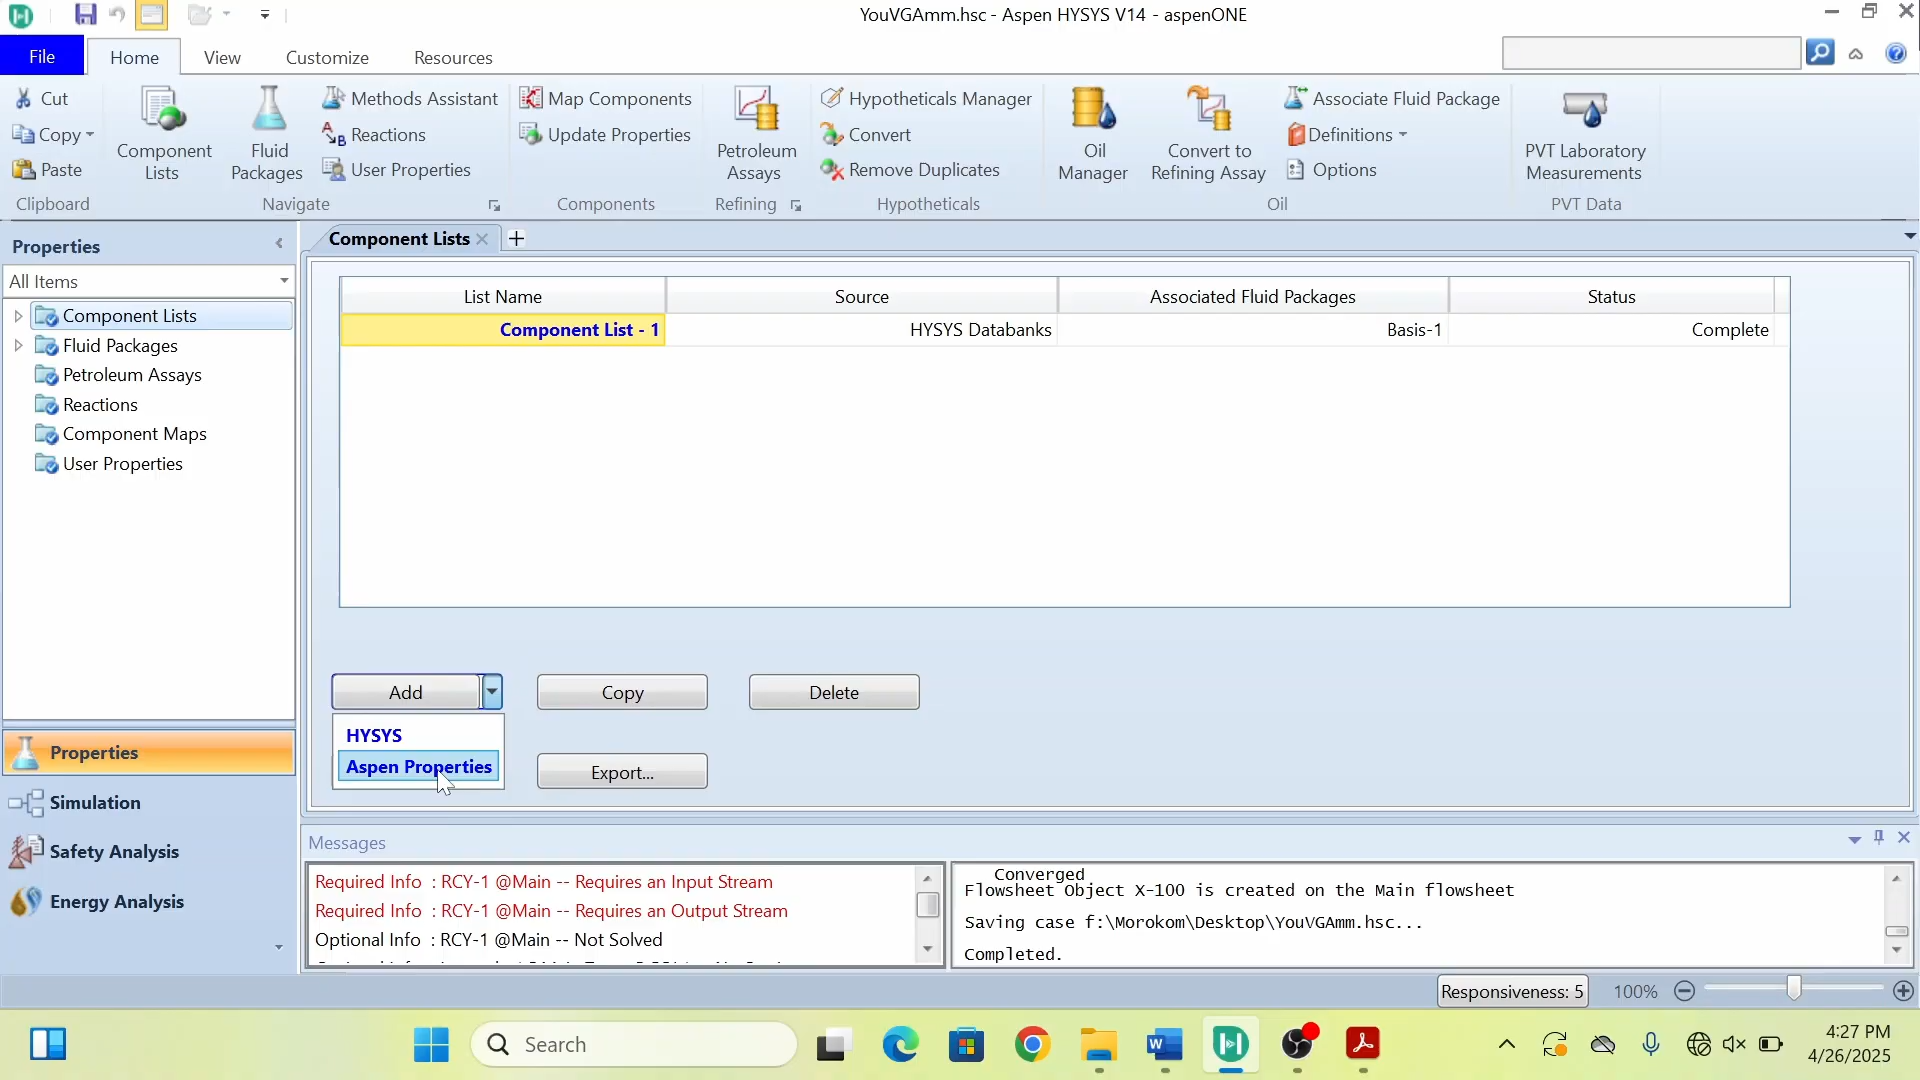 YouVGAmm.hsc - Aspen HYSYS V14 - aspenONE
File
Home
View
Customize
Resources
Cut
Copy
Paste
Clipboard
Component
Lists
Fluid
Packages
Methods Assistant
Reactions
User Properties
Navigate
Map Components
Update Properties
Components
Petroleum
Assays
Refining
Hypotheticals Manager
Convert
Remove Duplicates
Hypotheticals
Oil
Manager
Convert to
Refining Assay
Associate Fluid Package
Definitions
Options
Oil
PVT Laboratory
Measurements
PVT Data
Properties
All Items
Component Lists
Fluid Packages
Petroleum Assays
Reactions
Component Maps
User Properties
Properties
Simulation
Safety Analysis
Energy Analysis
Component Lists
List Name Source Associated Fluid Packages Status
Component List - 1 HYSYS Databanks Basis-1 Complete
Add
Copy
Delete
HYSYS
Aspen Properties
Export...
Messages
Required Info : RCY-1 @Main -- Requires an Input Stream
Required Info : RCY-1 @Main -- Requires an Output Stream
Optional Info : RCY-1 @Main -- Not Solved
Converged
Flowsheet Object X-100 is created on the Main flowsheet
Saving case f:\Morokom\Desktop\YouVGAmm.hsc...
Completed.
Responsiveness: 5
100%
Search
4:27 PM
4/26/2025